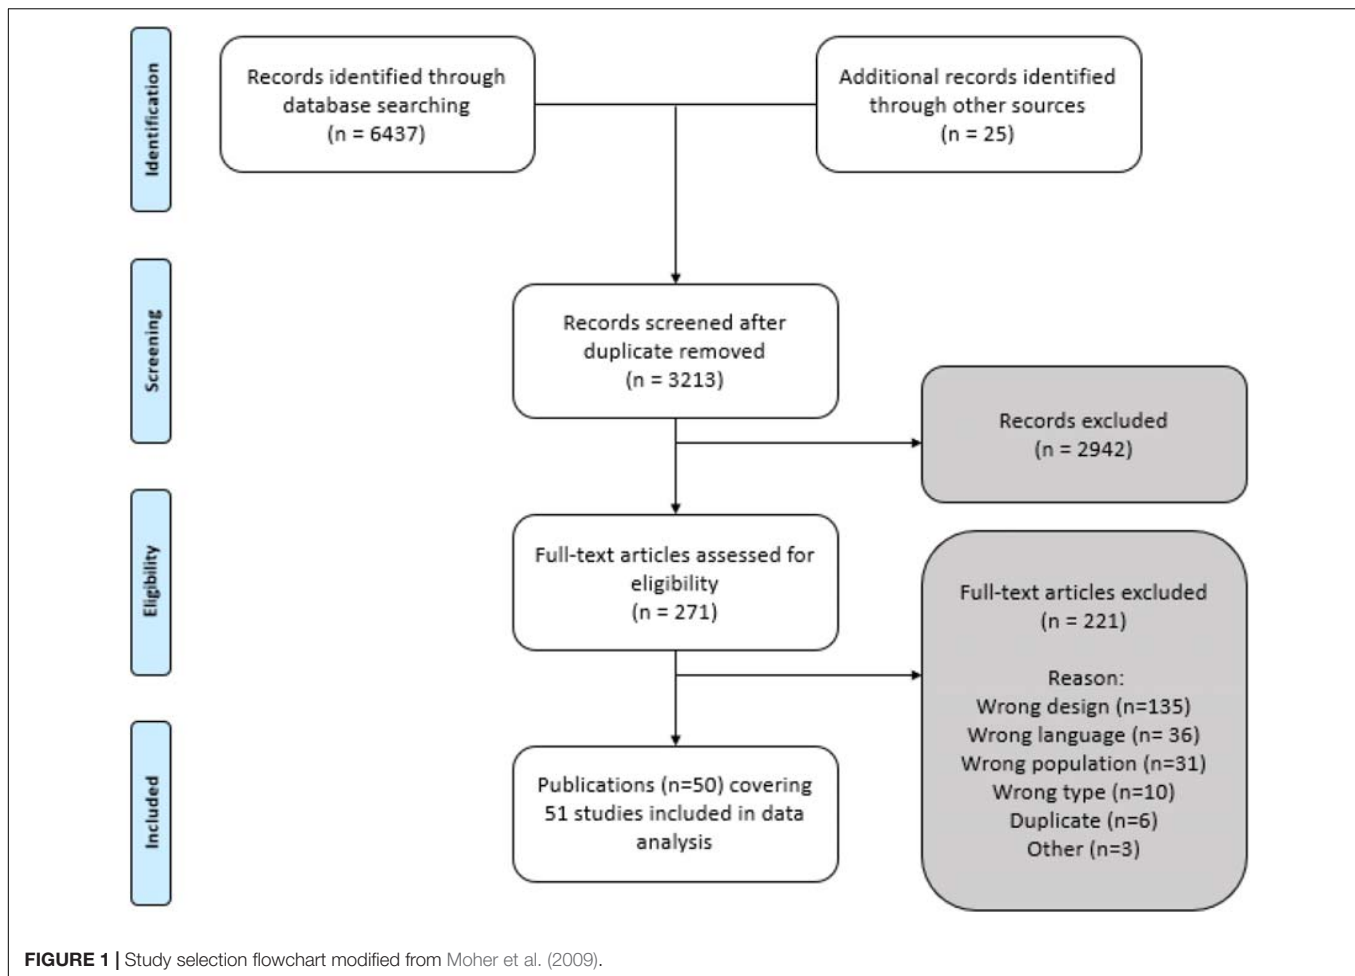 Identification
Records identified through
database searching
(n = 6437)
Additional records identified
through other sources
(n = 25)
Screening
Records screened after
duplicate removed
(n = 3213)
Records excluded
(n = 2942)
Eligibility
Full-text articles assessed for
eligibility
(n = 271)
Full-text articles excluded
(n = 221)
Reason:
Wrong design (n=135)
Wrong language (n= 36)
Wrong population (n=31)
Wrong type (n=10)
Duplicate (n=6)
Other (n=3)
Included
Publications (n=50) covering
51 studies included in data
analysis
FIGURE 1 | Study selection flowchart modified from Moher et al. (2009).